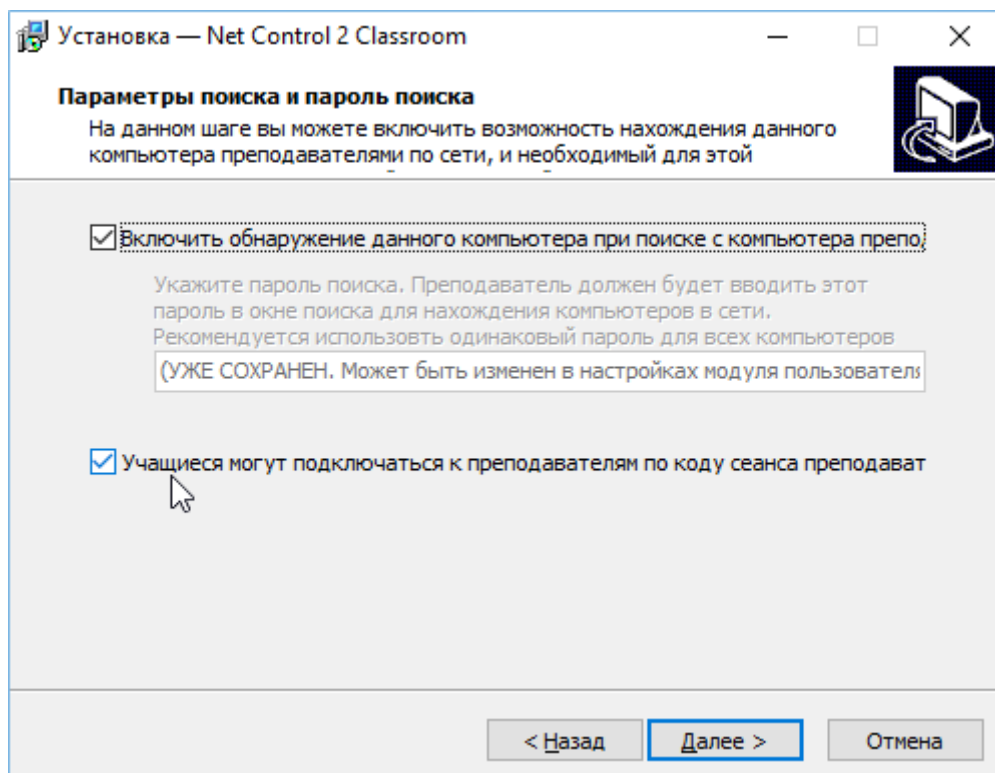 Установка — Net Control 2 Classroom
Параметры поиска и пароль поиска
На данном шаге вы можете включить возможность нахождения данного
компьютера преподавателями по сети, и необходимый для этой
Включить обнаружение данного компьютера при поиске с компьютера препо
Укажите пароль поиска. Преподаватель должен будет вводить этот
пароль в окне поиска для нахождения компьютеров в сети.
Рекомендуется использовть одинаковый пароль для всех компьютеров
(УЖЕ СОХРАНЕН. Может быть изменен в настройках модуля пользователя
Учащиеся могут подключаться к преподавателям по коду сеанса преподават
< Назад
Далее >
Отмена